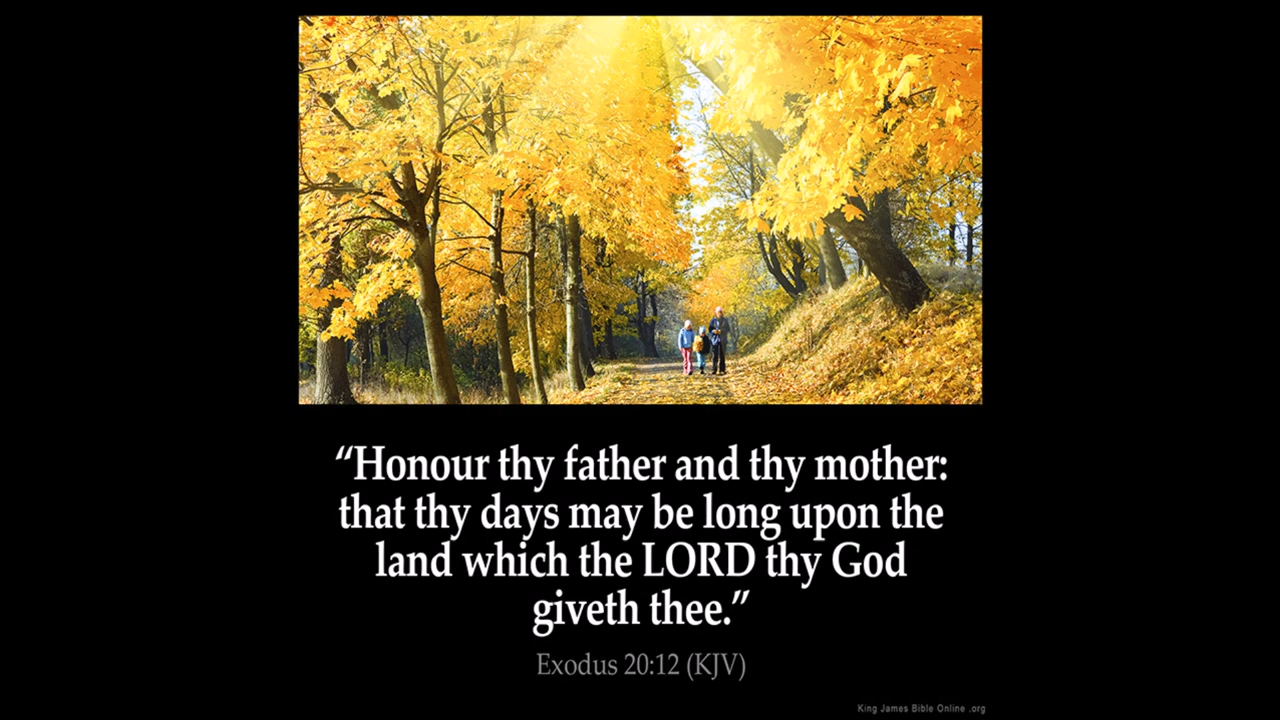 “Honour thy father and thy mother:
that thy days may be long upon the
land which the LORD thy God
giveth thee.”
Exodus 20:12 (KJV)
King James Bible Online .org